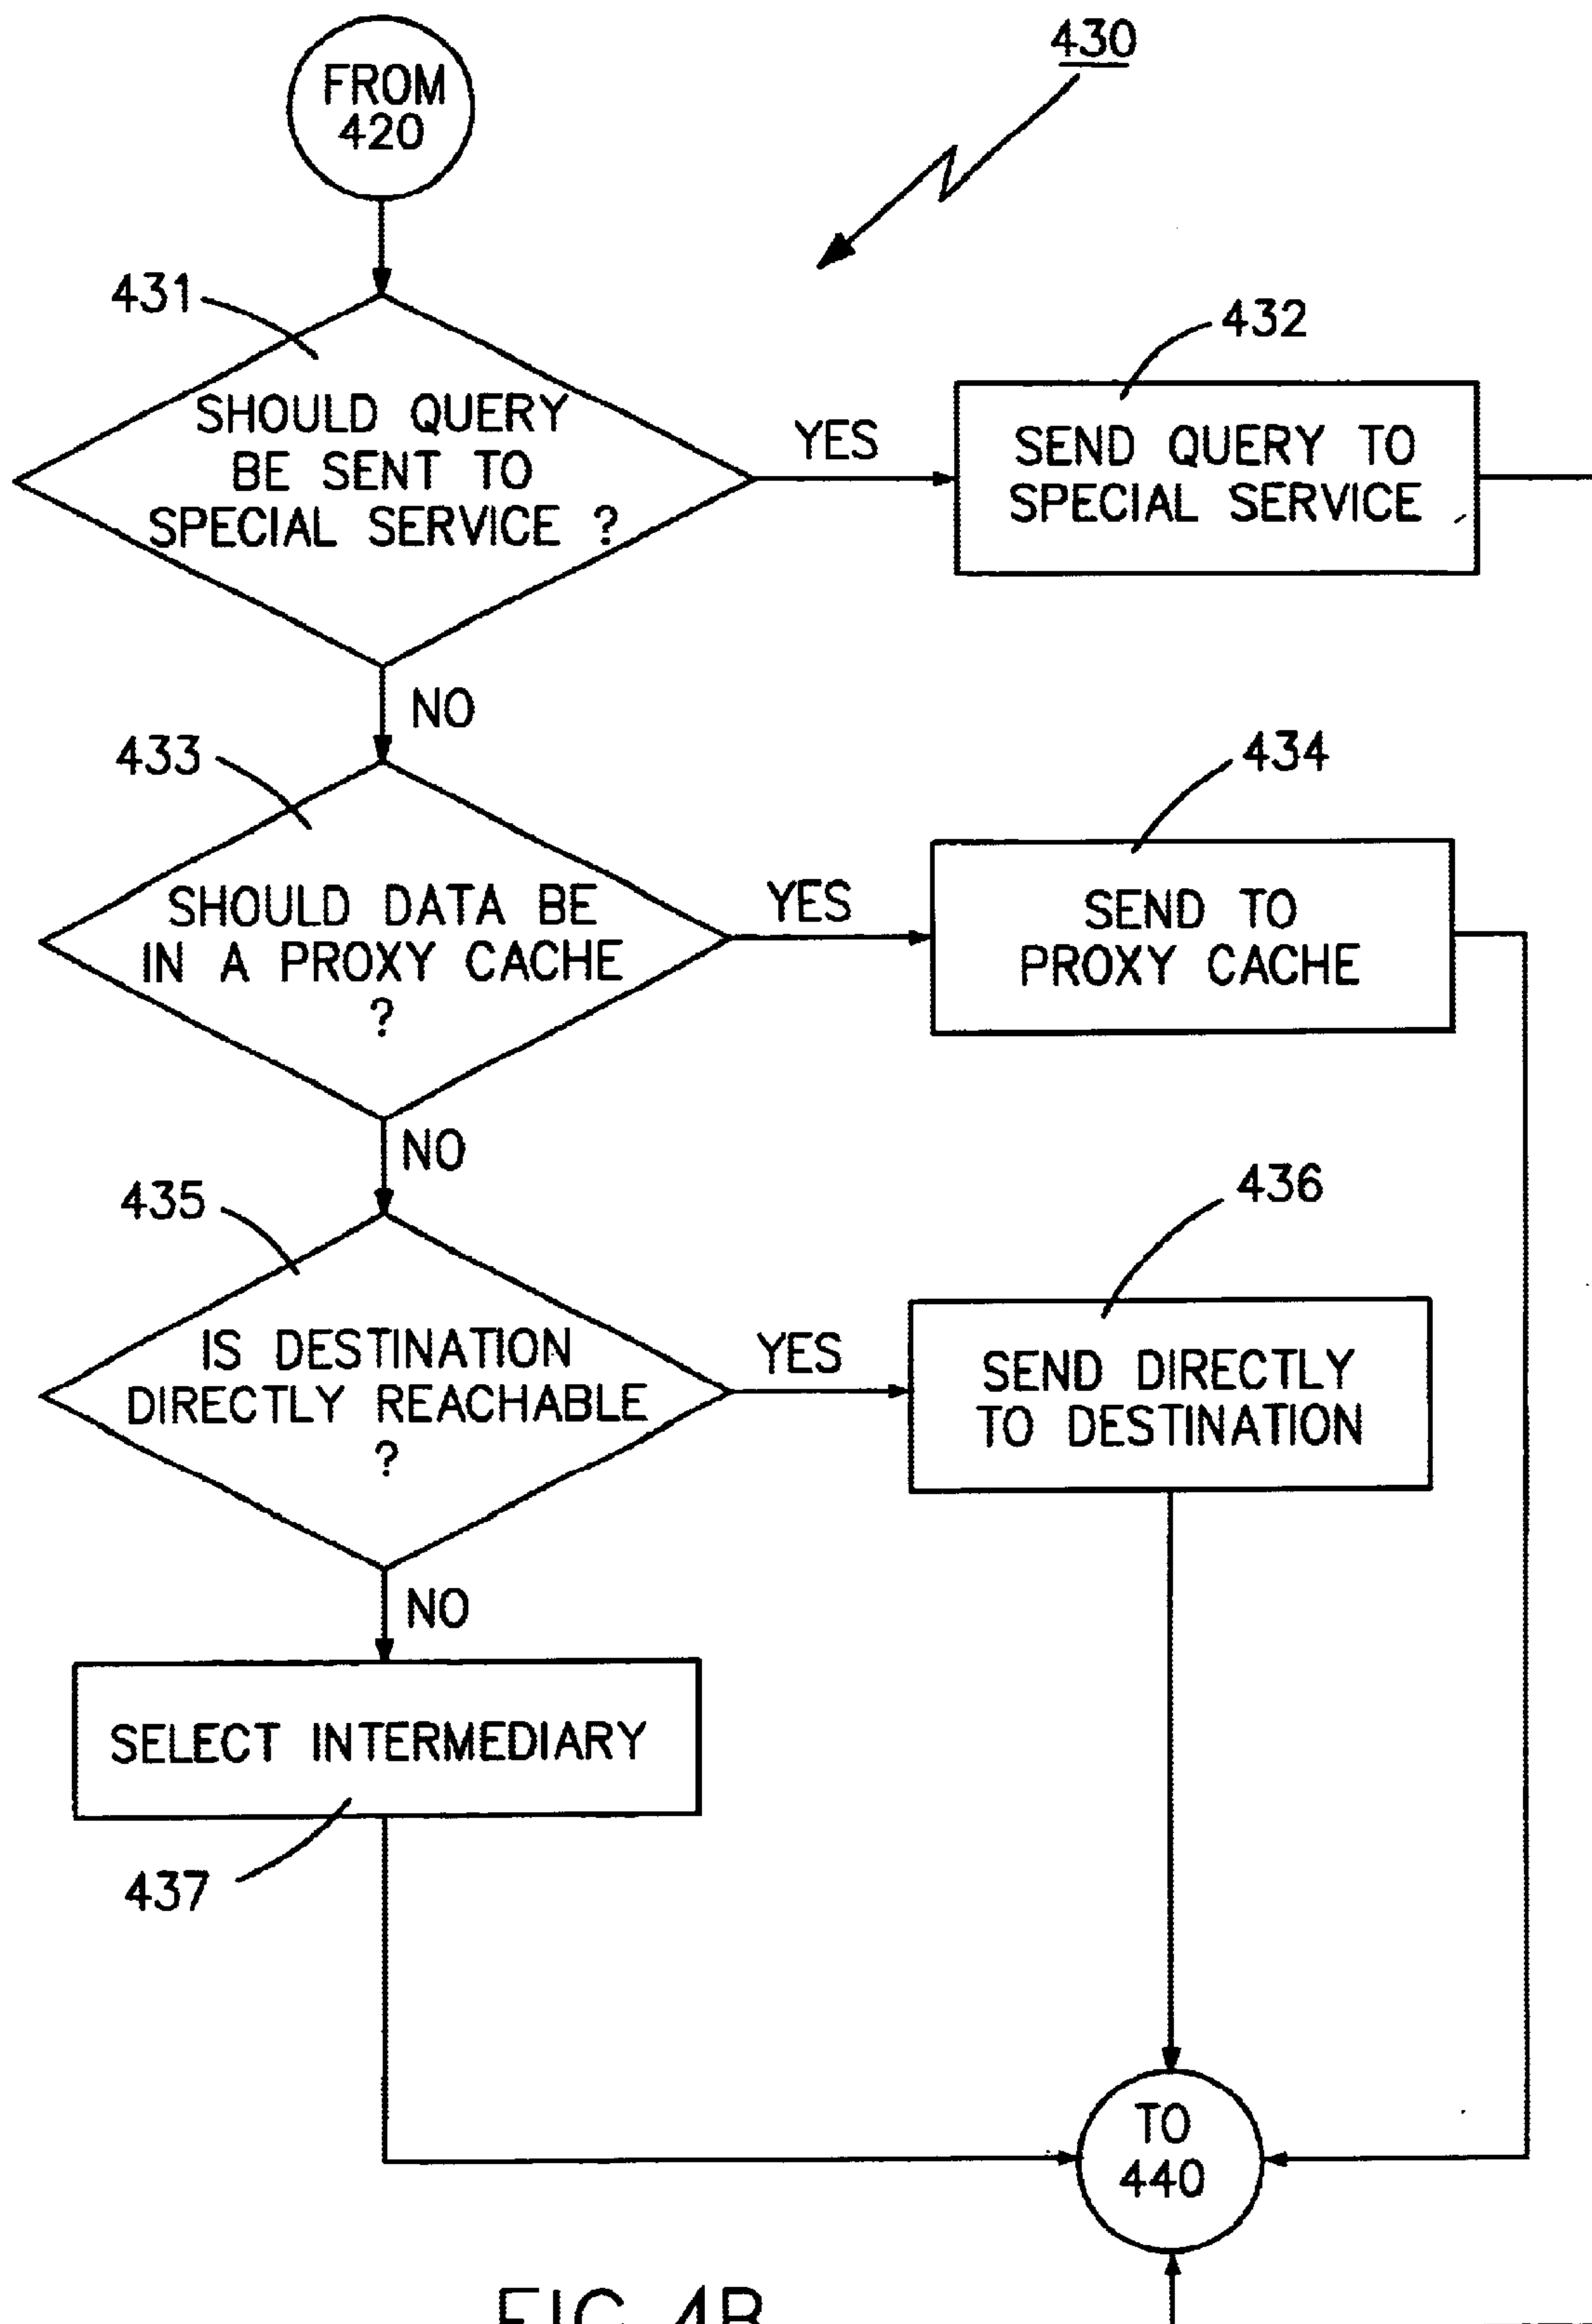 FROM
420
430
431
SHOULD QUERY
BE SENT TO
SPECIAL SERVICE ?
YES
432
SEND QUERY TO
SPECIAL SERVICE
NO
433
SHOULD DATA BE
IN A PROXY CACHE
?
YES
434
SEND TO
PROXY CACHE
NO
435
IS DESTINATION
DIRECTLY REACHABLE
?
YES
436
SEND DIRECTLY
TO DESTINATION
NO
SELECT INTERMEDIARY
437
TO
440
FIG. 4B